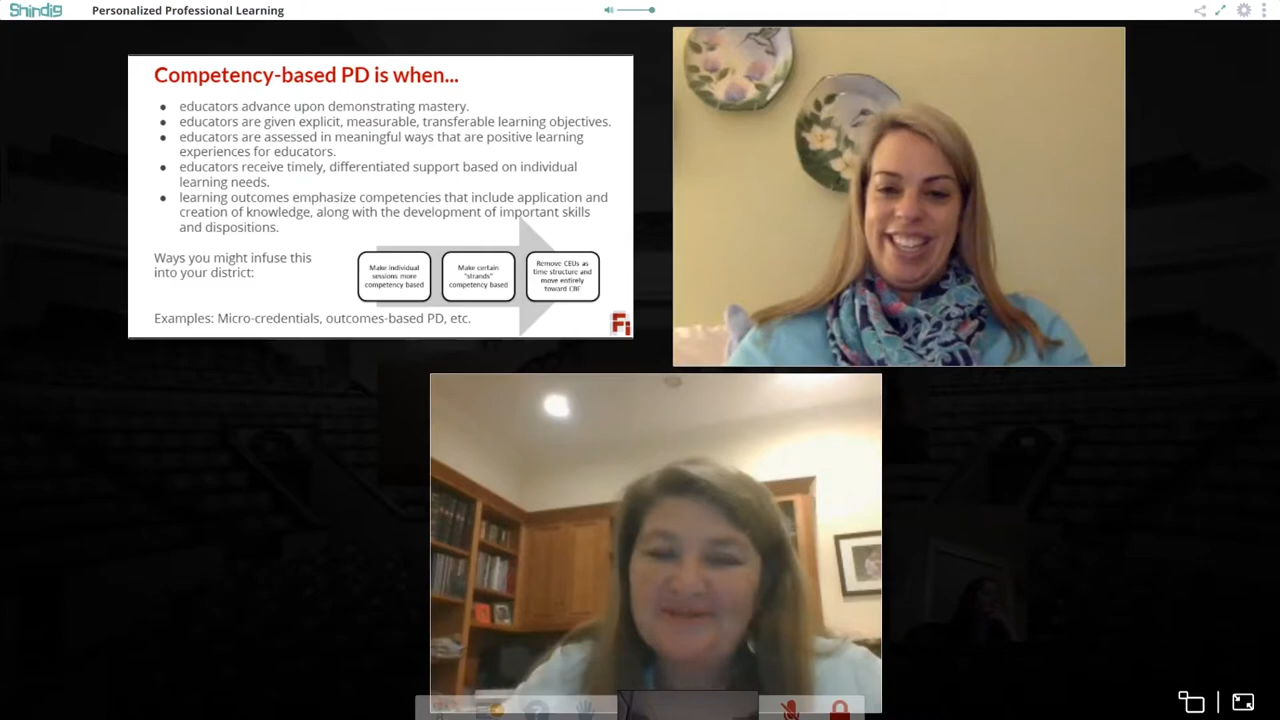 Shindig
Personalized Professional Learning
Competency-based PD is when...
● educators advance upon demonstrating mastery.
● educators are given explicit, measurable, transferable learning objectives.
● educators are assessed in meaningful ways that are positive learning
experiences for educators.
● educators receive timely, differentiated support based on individual
learning needs.
● learning outcomes emphasize competencies that include application and
creation of knowledge, along with the development of important skills
and dispositions.
Ways you might infuse this
into your district:
Make individual
sessions more
competency based
Make certain
"strands"
competency based
Remove CEUs as
time structure and
move entirely
toward CBE
Examples: Micro-credentials, outcomes-based PD, etc.
Fi